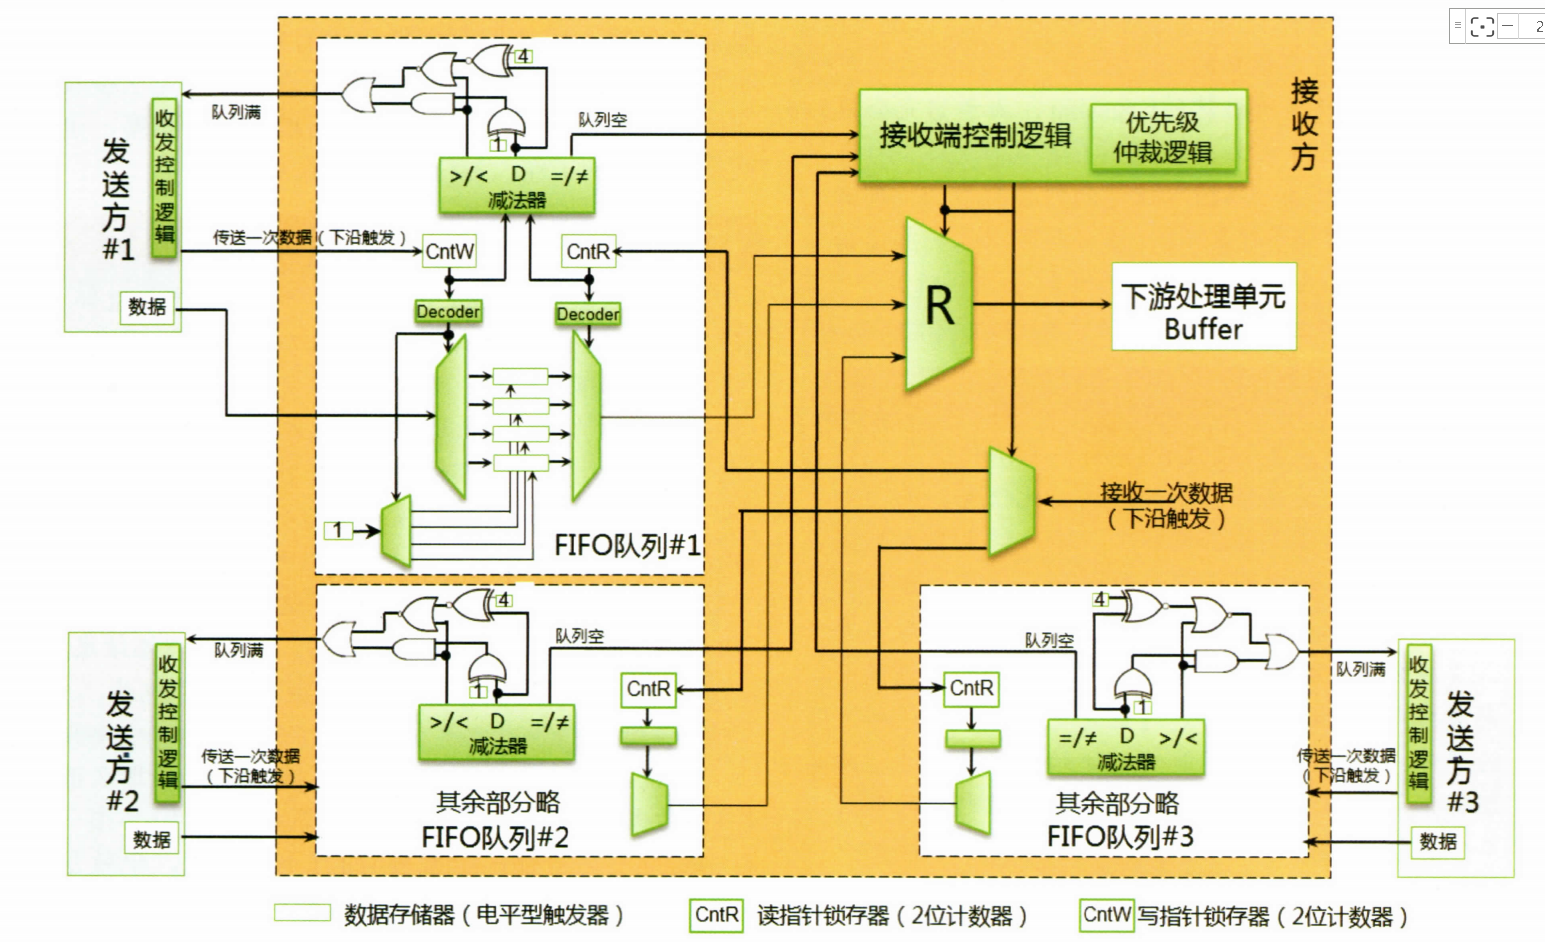 2
接收方
4
队列满
发送方#1
收发控制逻辑
1
队列空
接收端控制逻辑
优先级
仲裁逻辑
>/< D =/≠
减法器
传送一次数据（下沿触发）
CntW
CntR
数据
Decoder
Decoder
R
下游处理单元
Buffer
接收一次数据
（下沿触发）
1
FIFO队列#1
4
队列满
队列空
1
发送方#2
收发控制逻辑
>/< D =/≠
减法器
CntR
传送一次数据
（下沿触发）
数据
其余部分略
FIFO队列#2
4
队列空
队列满
CntR
1
=/≠ D >/<
减法器
收发控制逻辑
发送方#3
传送一次数据
（下沿触发）
数据
其余部分略
FIFO队列#3
数据存储器（电平型触发器）
CntR 读指针锁存器（2位计数器）
CntW 写指针锁存器（2位计数器）